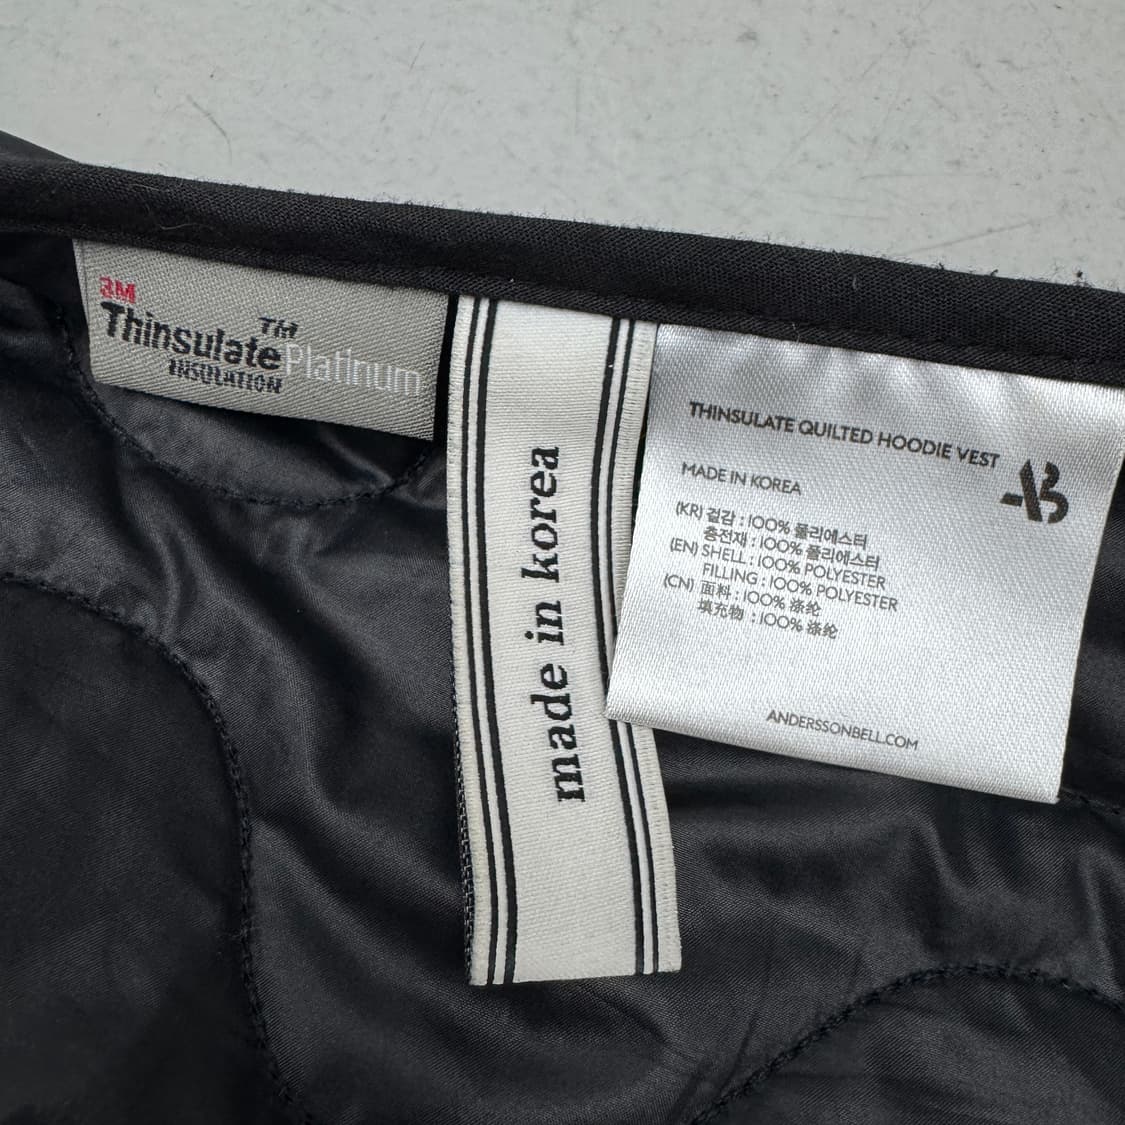 3M
Thinsulate™ Platinum
INSULATION
made in korea
THINSULATE QUILTED HOODIE VEST
AB
MADE IN KOREA
(KR) 겉감 : 100% 폴리에스터
충전재 : 100% 폴리에스터
(EN) SHELL : 100% POLYESTER
FILLING : 100% POLYESTER
(CN) 面料 : 100% 涤纶
填充物 : 100% 涤纶
ANDERSSONBELL.COM